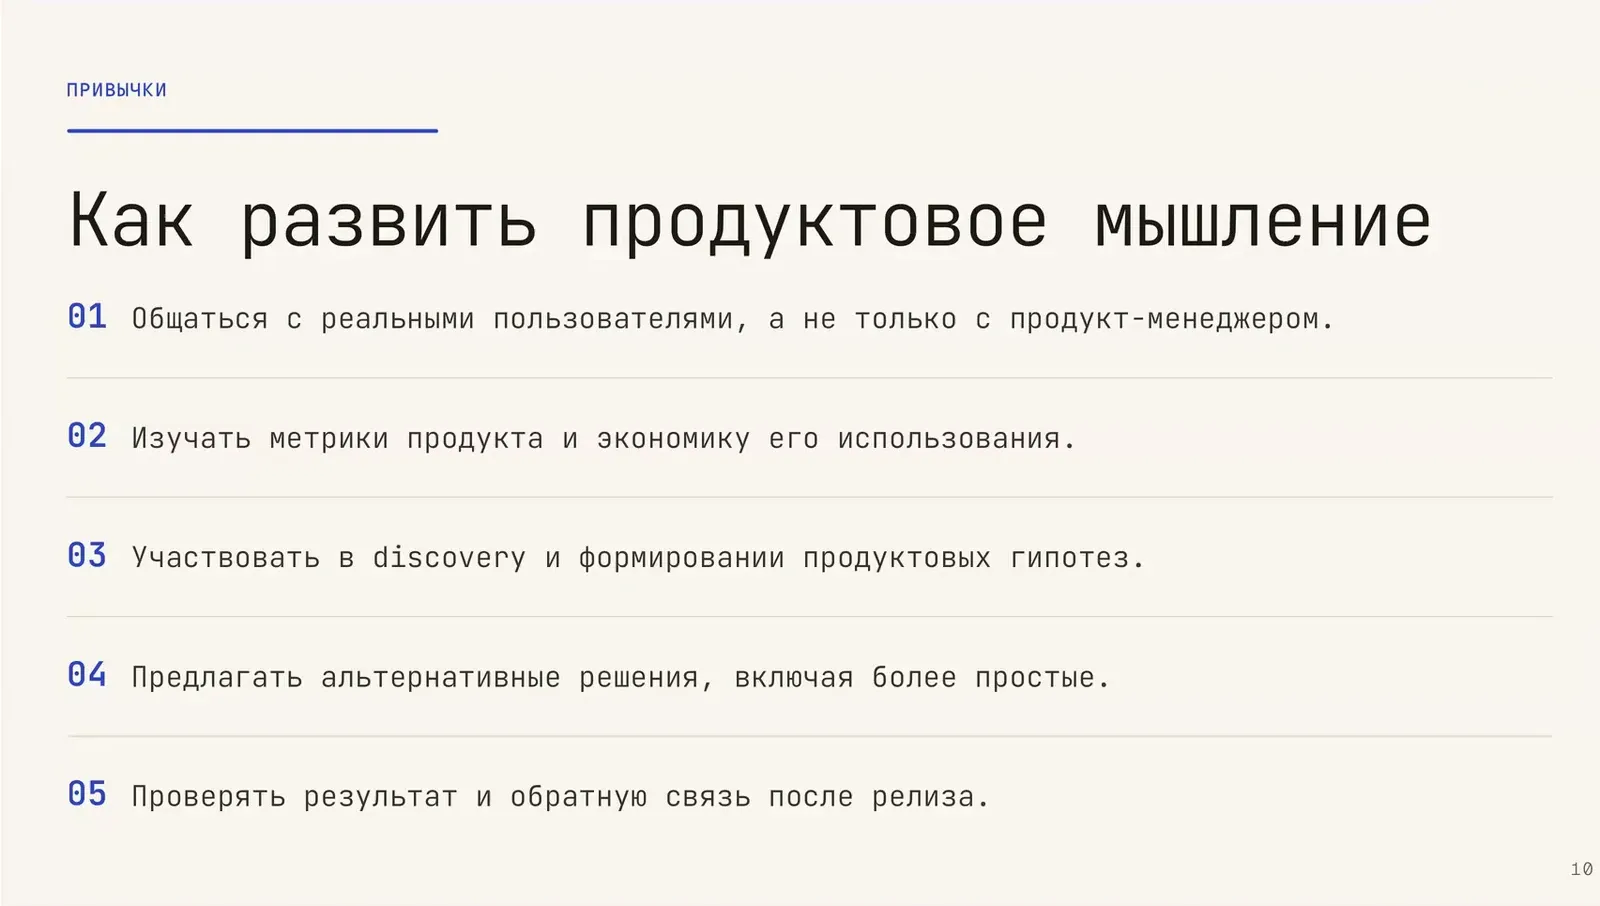 ПРИВЫЧКИ
Как развить продуктовое мышление
01 Общаться с реальными пользователями, а не только с продукт-менеджером.
02 Изучать метрики продукта и экономику его использования.
03 Участвовать в discovery и формировании продуктовых гипотез.
04 Предлагать альтернативные решения, включая более простые.
05 Проверять результат и обратную связь после релиза.
10